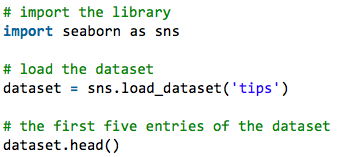 # import the library
import seaborn as sns
# load the dataset
dataset = sns.load_dataset('tips')
# the first five entries of the dataset
dataset.head()